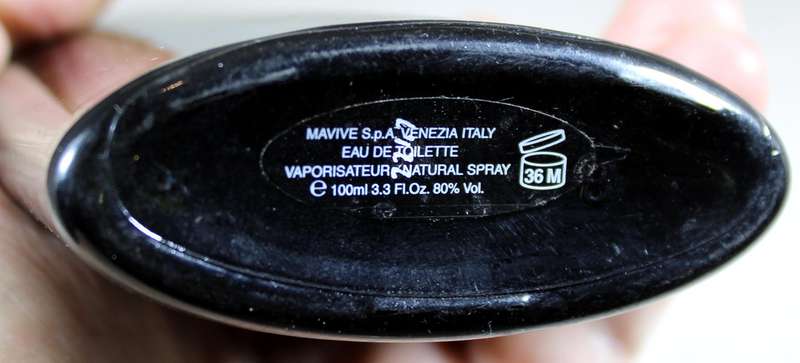 MAVIVE S.p.A. VENEZIA ITALY
EAU DE TOILETTE
VAPORISATEUR/NATURAL SPRAY
℮ 100ml 3.3 Fl.Oz. 80% Vol.
36 M